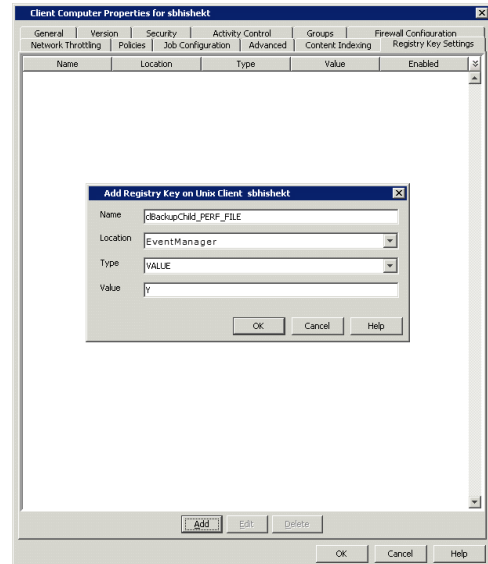 Client Computer Properties for sbhishekt
General Version Security Activity Control Groups Firewall Configuration
Network Throttling Policies Job Configuration Advanced Content Indexing Registry Key Settings
Name Location Type Value Enabled
Add Registry Key on Unix Client sbhishekt
Name clBackupChild_PERF_FILE
Location EventManager
Type VALUE
Value Y
OK Cancel Help
Add Edit Delete
OK Cancel Help